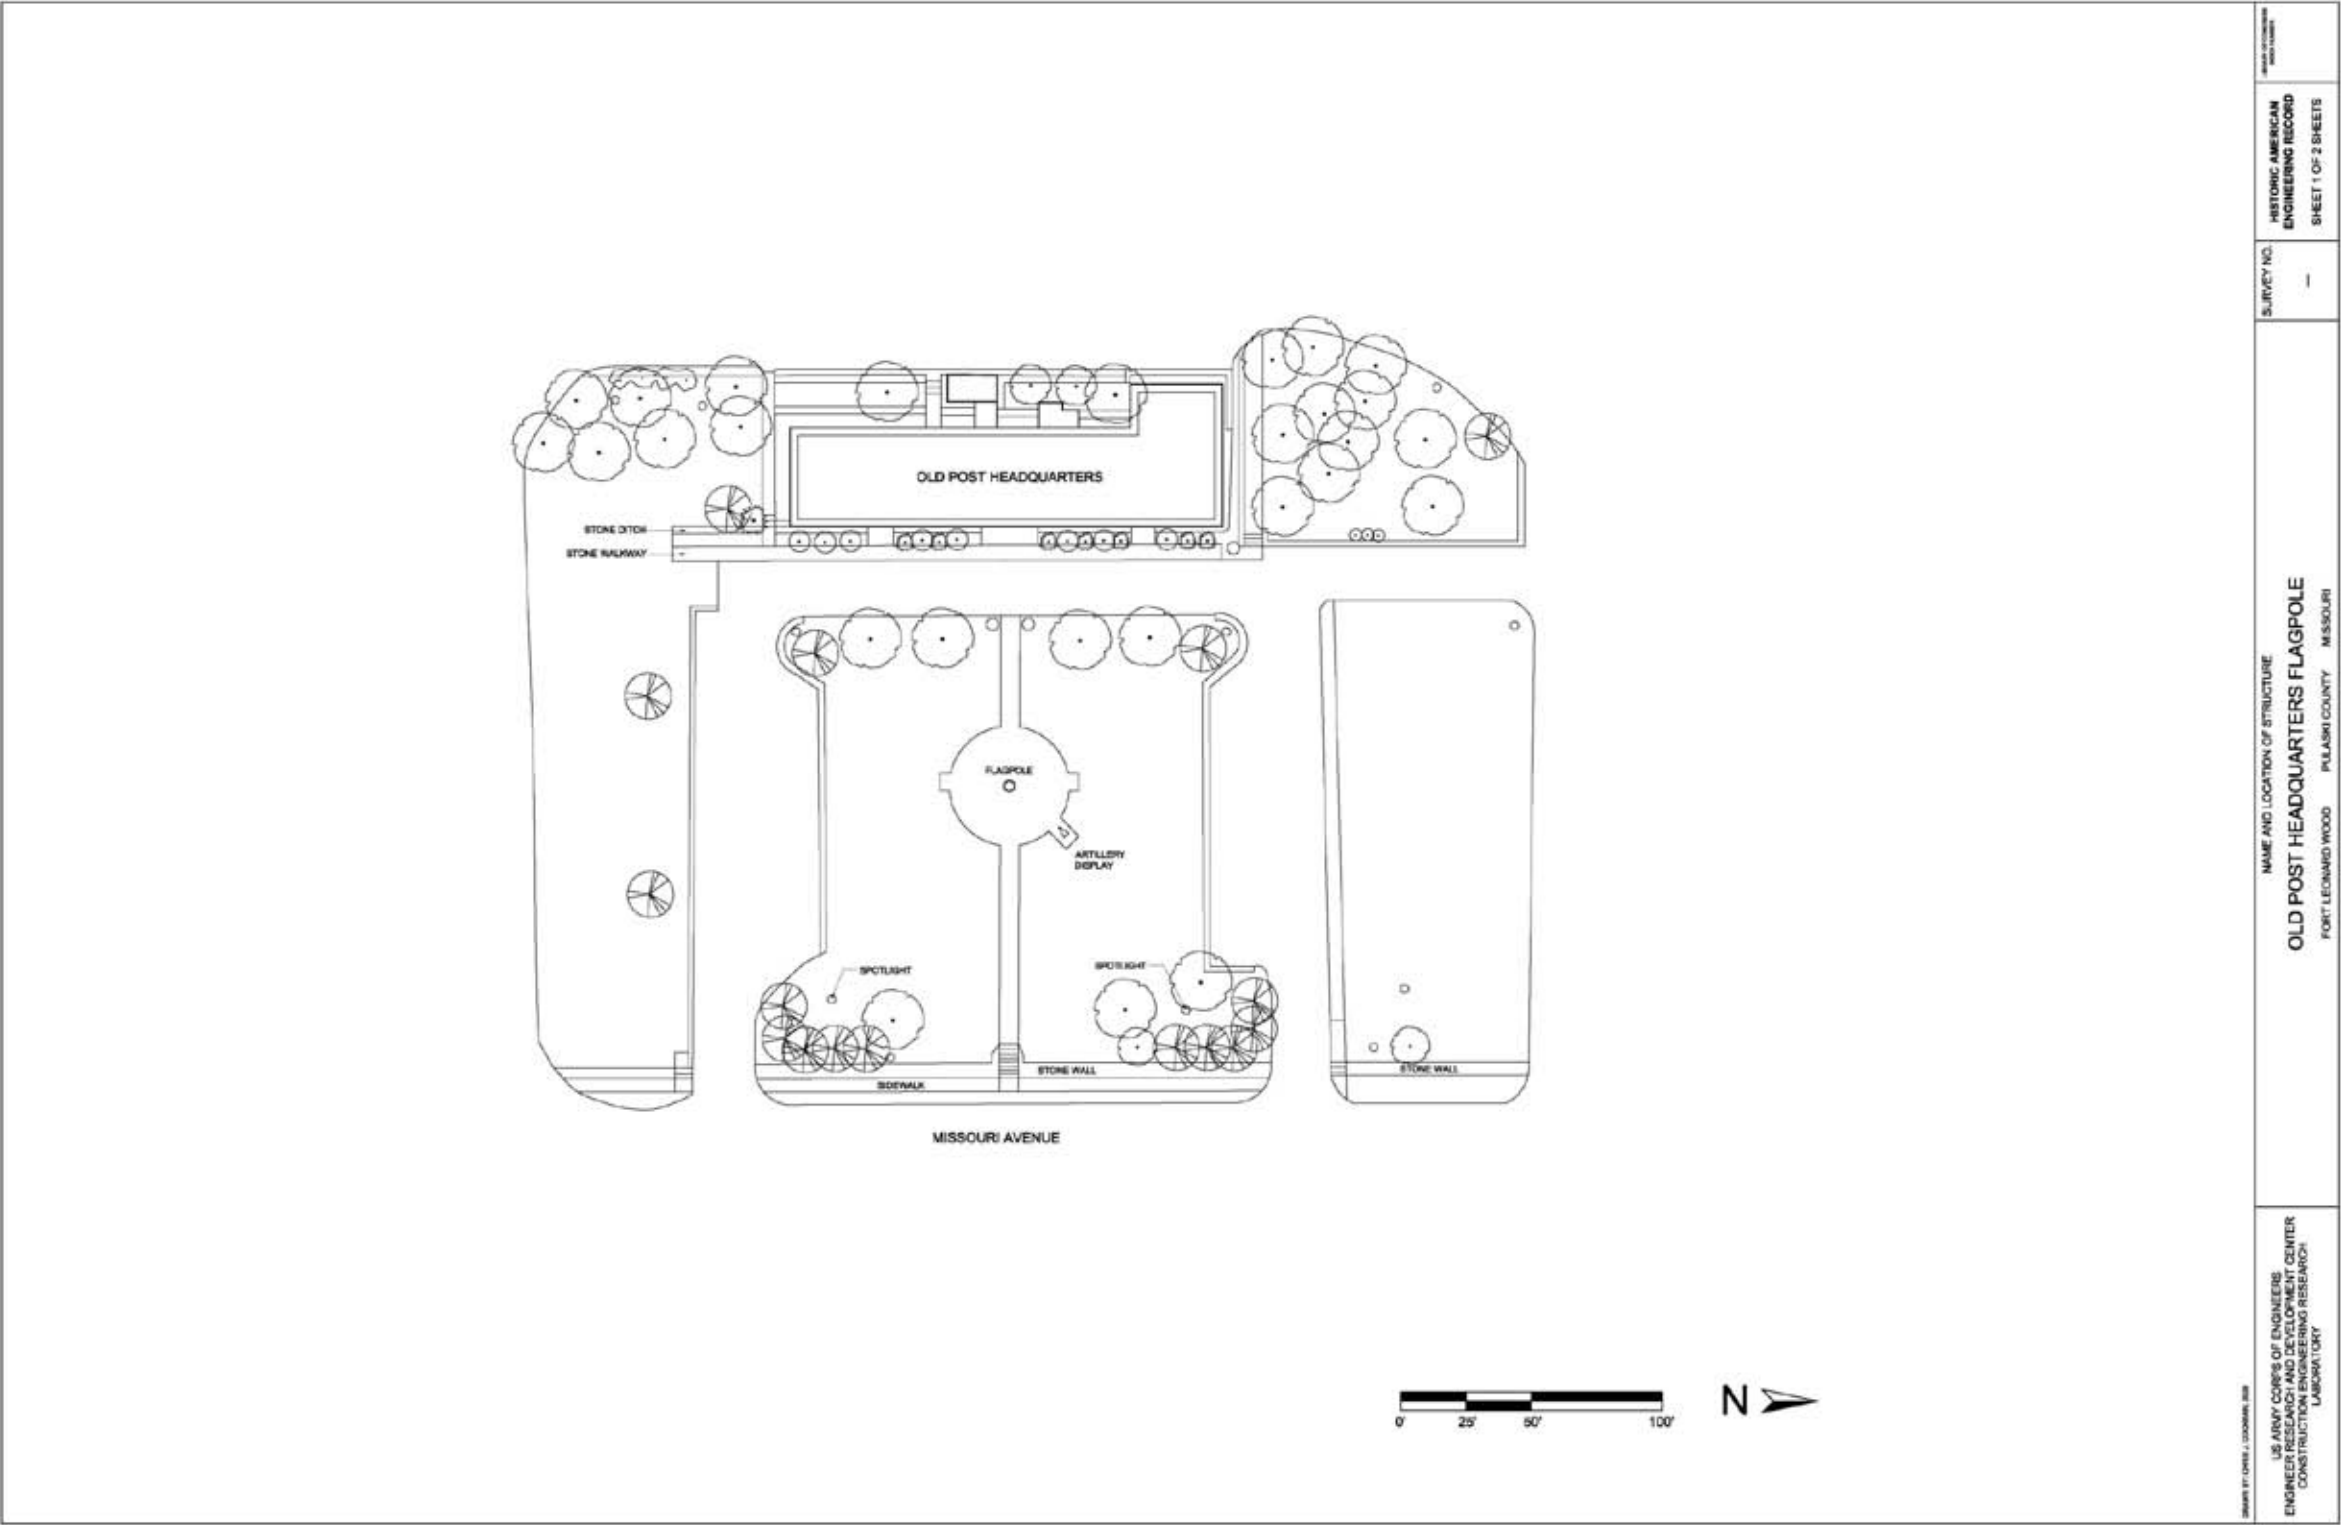 OLD POST HEADQUARTERS
STONE DITCH
STONE WALKWAY
FLAGPOLE
ARTILLERY
DISPLAY
SPOTLIGHT
SPOTLIGHT
STONE WALL
STONE WALL
SIDEWALK
MISSOURI AVENUE
0'
25'
50'
100'
N
HISTORIC AMERICAN
ENGINEERING RECORD
SHEET 1 OF 2 SHEETS
SURVEY NO.
NAME AND LOCATION OF STRUCTURE
OLD POST HEADQUARTERS FLAGPOLE
FORT LEONARD WOOD PULASKI COUNTY MISSOURI
US ARMY CORPS OF ENGINEERS
ENGINEER RESEARCH AND DEVELOPMENT CENTER
CONSTRUCTION ENGINEERING RESEARCH
LABORATORY